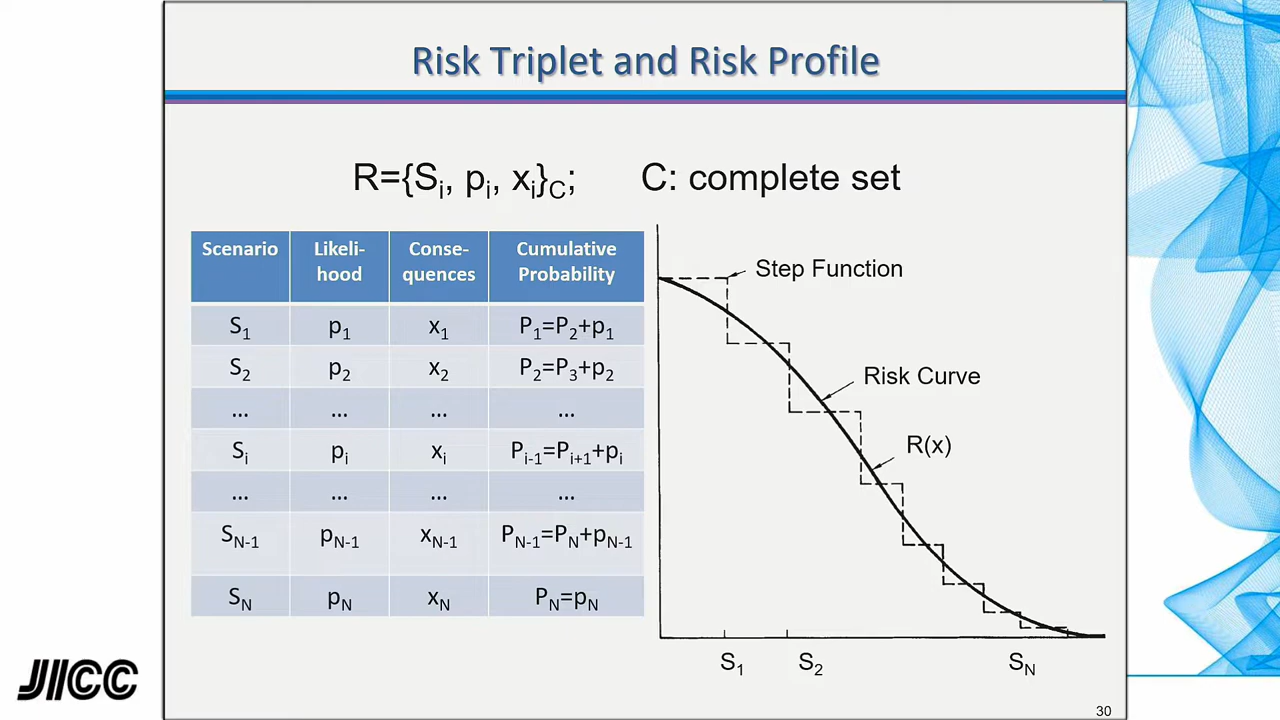 Risk Triplet and Risk Profile
R={Sᵢ, pᵢ, xᵢ}C; C: complete set
Scenario Likeli-hood Conse-quences Cumulative Probability
S₁ p₁ x₁ P₁=P₂+p₁
S₂ p₂ x₂ P₂=P₃+p₂
... ... ... ...
Sᵢ pᵢ xᵢ Pi-1=Pi+1+pi
... ... ... ...
SN-1 pN-1 xN-1 PN-1=PN+pN-1
SN pN xN PN=pN
Step Function
Risk Curve
R(x)
S₁ S₂ SN
JICC
30